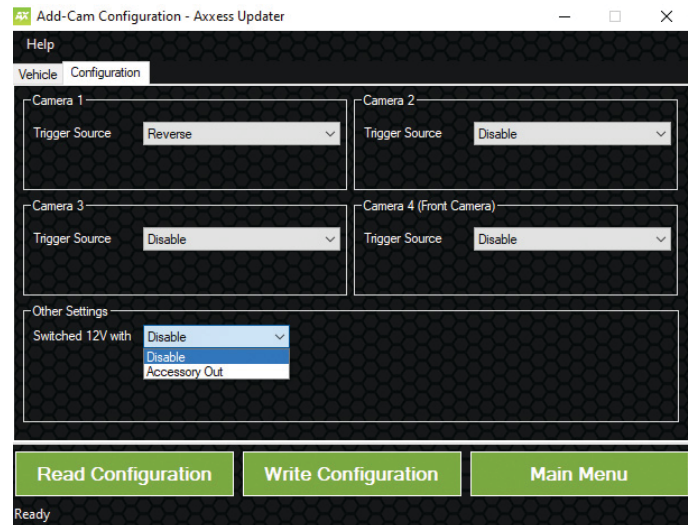 AX Add-Cam Configuration - Axxess Updater
Help
Vehicle Configuration
Camera 1
Trigger Source Reverse
Camera 2
Trigger Source Disable
Camera 3
Trigger Source Disable
Camera 4 (Front Camera)
Trigger Source Disable
Other Settings
Switched 12V with Disable
Disable
Accessory Out
Read Configuration Write Configuration Main Menu
Ready